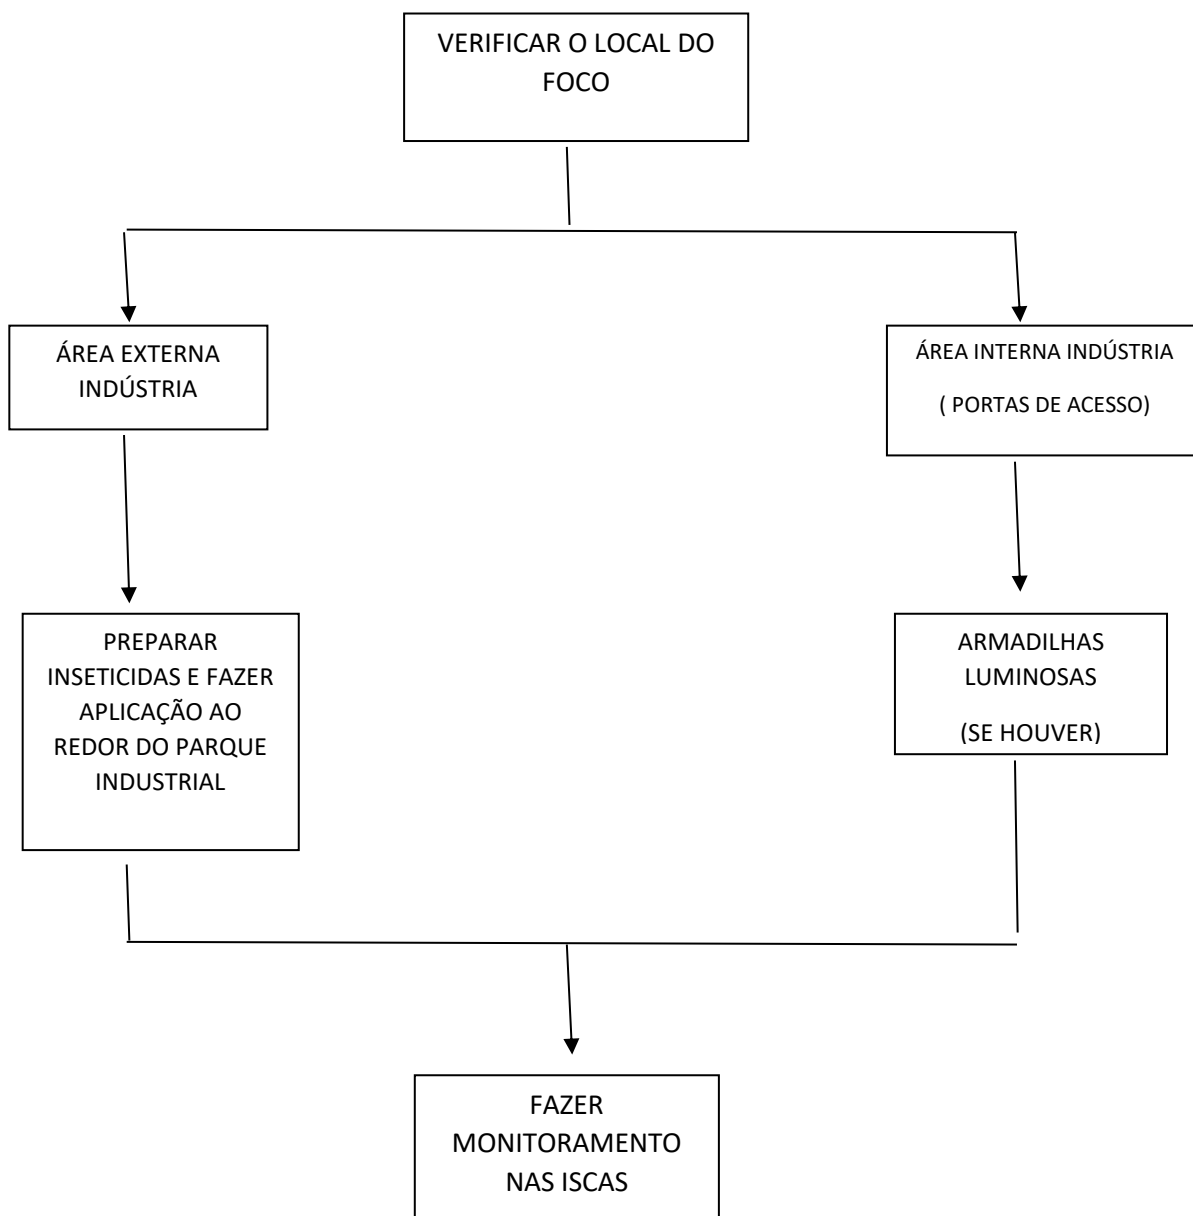 VERIFICAR O LOCAL DO
FOCO
ÁREA EXTERNA
INDÚSTRIA
ÁREA INTERNA INDÚSTRIA
( PORTAS DE ACESSO)
PREPARAR
INSETICIDAS E FAZER
APLICAÇÃO AO
REDOR DO PARQUE
INDUSTRIAL
ARMADILHAS
LUMINOSAS
(SE HOUVER)
FAZER
MONITORAMENTO
NAS ISCAS